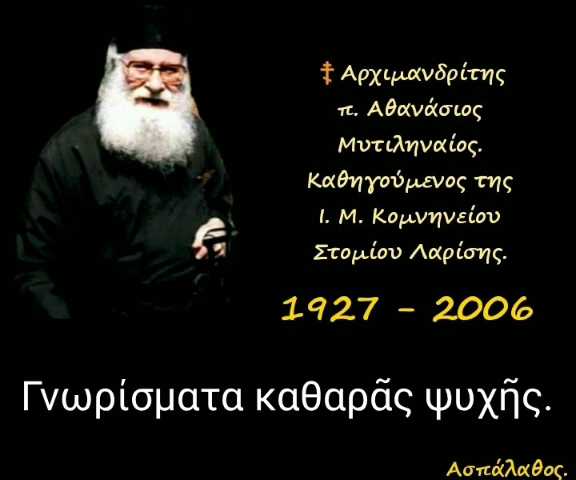 ☦ Αρχιμανδρίτης
π. Αθανάσιος
Μυτιληναίος.
Καθηγούμενος της
Ι. Μ. Κομνηνείου
Στομίου Λαρίσης.
1927 - 2006
Γνωρίσματα καθαρᾶς ψυχῆς.
Ασπάλαθος.